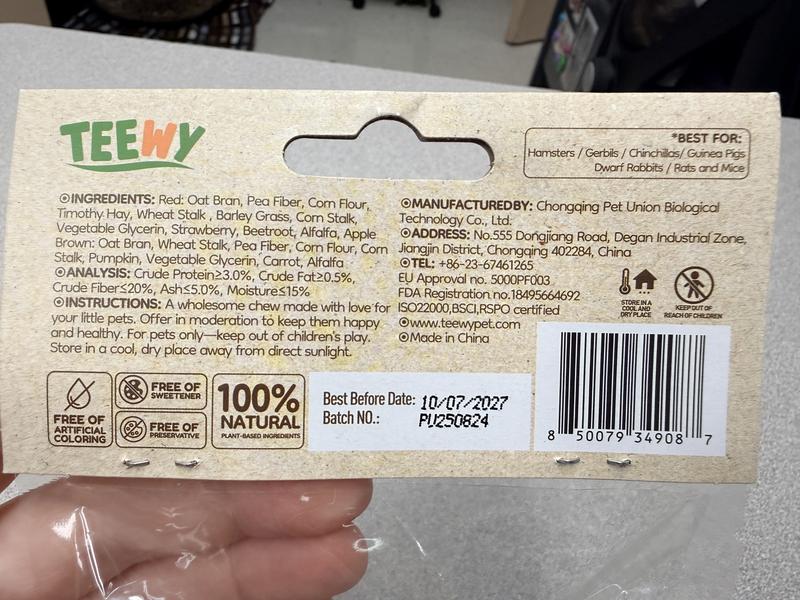 TEEWY
*BEST FOR:
Hamsters / Gerbils / Chinchillas/ Guinea Pigs
Dwarf Rabbits / Rats and Mice
INGREDIENTS: Red: Oat Bran, Pea Fiber, Corn Flour,
Timothy Hay, Wheat Stalk , Barley Grass, Corn Stalk,
Vegetable Glycerin, Strawberry, Beetroot, Alfalfa, Apple
Brown: Oat Bran, Wheat Stalk, Pea Fiber, Corn Flour, Corn
Stalk, Pumpkin, Vegetable Glycerin, Carrot, Alfalfa
ANALYSIS: Crude Protein≥3.0%, Crude Fat≥0.5%,
Crude Fiber≤20%, Ash≤5.0%, Moisture≤15%
INSTRUCTIONS: A wholesome chew made with love for
your little pets. Offer in moderation to keep them happy
and healthy. For pets only—keep out of children's play.
Store in a cool, dry place away from direct sunlight.
MANUFACTURED BY: Chongqing Pet Union Biological
Technology Co., Ltd.
ADDRESS: No.555 Dongjiang Road, Degan Industrial Zone,
Jiangjin District, Chongqing 402284, China
TEL: +86-23-67461265
EU Approval no. 5000PF003
FDA Registration no.18495664692
ISO22000,BSCI,RSPO certified
www.teewypet.com
Made in China
STORE IN A
COOL AND
DRY PLACE
KEEP OUT OF
REACH OF CHILDREN
FREE OF
ARTIFICIAL
COLORING
FREE OF
SWEETENER
FREE OF
PRESERVATIVE
100%
NATURAL
PLANT-BASED INGREDIENTS
Best Before Date: 10/07/2027
Batch NO.: PU250824
8 50079 34908 7